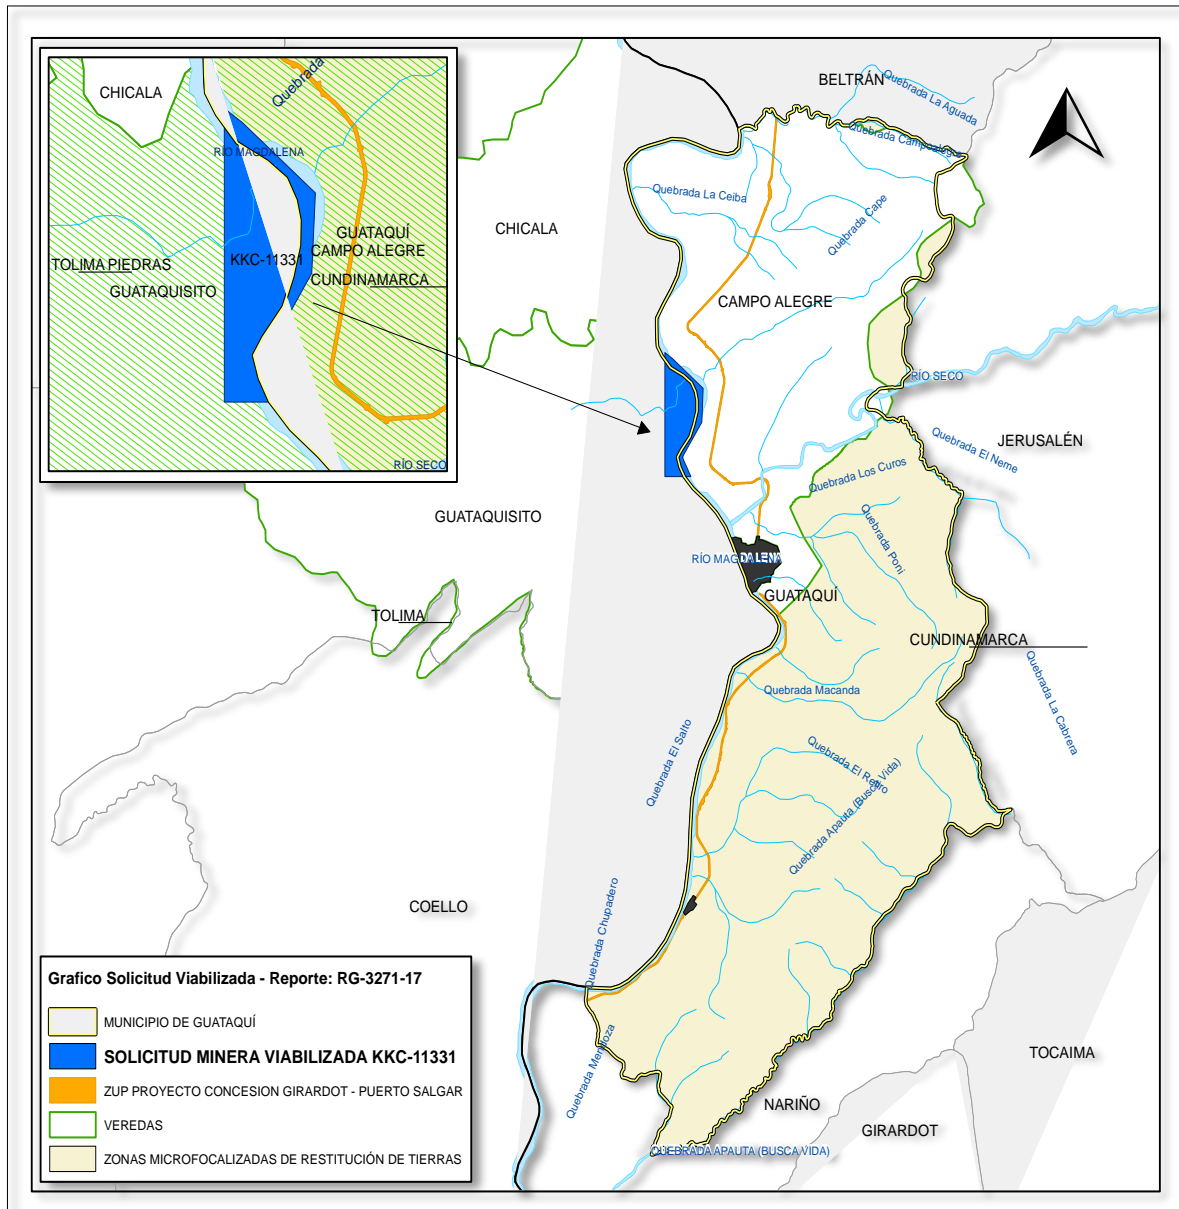 CHICALA
Quebrada
RÍO MAGDALENA
GUATAQUÍ
CAMPO ALEGRE
KKC-11331
TOLIMA PIEDRAS
CUNDINAMARCA
GUATAQUISITO
RÍO SECO
BELTRÁN
Quebrada La Aguada
Quebrada Campoalegre
Quebrada La Ceiba
Quebrada Cape
CHICALA
CAMPO ALEGRE
RÍO SECO
JERUSALÉN
Quebrada El Neme
Quebrada Los Curos
GUATAQUISITO
Quebrada Poni
RÍO MAGDALENA
DALENA
GUATAQUÍ
TOLIMA
CUNDINAMARCA
Quebrada La Cabrera
Quebrada Macanda
Quebrada El Salto
Quebrada El Retiro
Quebrada Apauta (Busca Vida)
COELLO
Quebrada Chupadero
Quebrada Mendoza
TOCAIMA
NARIÑO
GIRARDOT
QUEBRADA APAUTA (BUSCA VIDA)
Grafico Solicitud Viabilizada - Reporte: RG-3271-17
MUNICIPIO DE GUATAQUÍ
SOLICITUD MINERA VIABILIZADA KKC-11331
ZUP PROYECTO CONCESION GIRARDOT - PUERTO SALGAR
VEREDAS
ZONAS MICROFOCALIZADAS DE RESTITUCIÓN DE TIERRAS